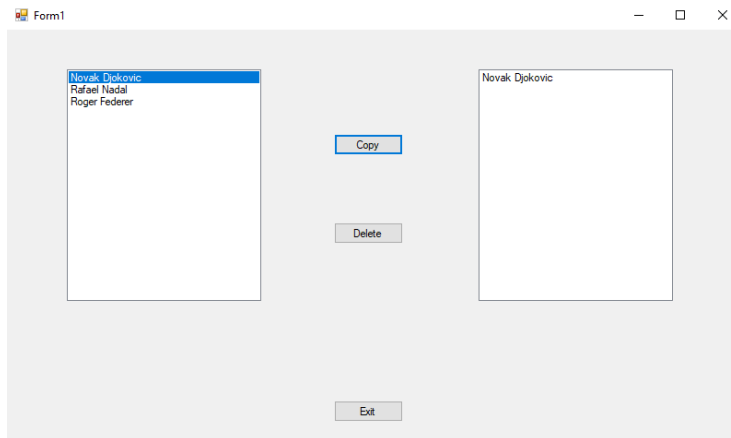 Form1
Novak Djokovic
Rafael Nadal
Roger Federer
Copy
Delete
Novak Djokovic
Exit